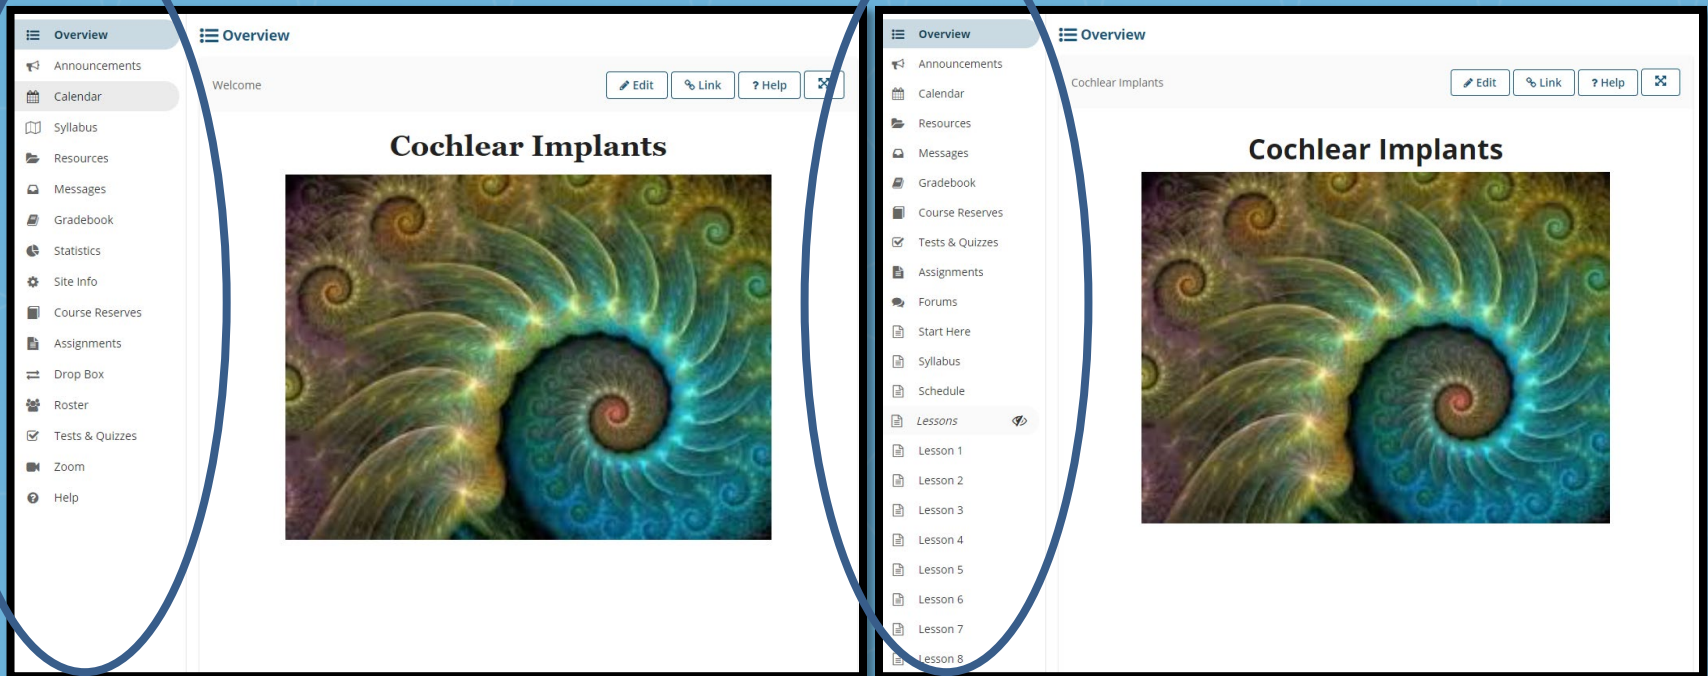 Overview
Announcements
Calendar
Syllabus
Resources
Messages
Gradebook
Statistics
Site Info
Course Reserves
Assignments
Drop Box
Roster
Tests & Quizzes
Zoom
Help
Overview
Welcome
Edit
Link
? Help
Cochlear Implants
Overview
Announcements
Calendar
Resources
Messages
Gradebook
Course Reserves
Tests & Quizzes
Assignments
Forums
Start Here
Syllabus
Schedule
Lessons
Lesson 1
Lesson 2
Lesson 3
Lesson 4
Lesson 5
Lesson 6
Lesson 7
Lesson 8
Overview
Cochlear Implants
Edit
Link
? Help
Cochlear Implants